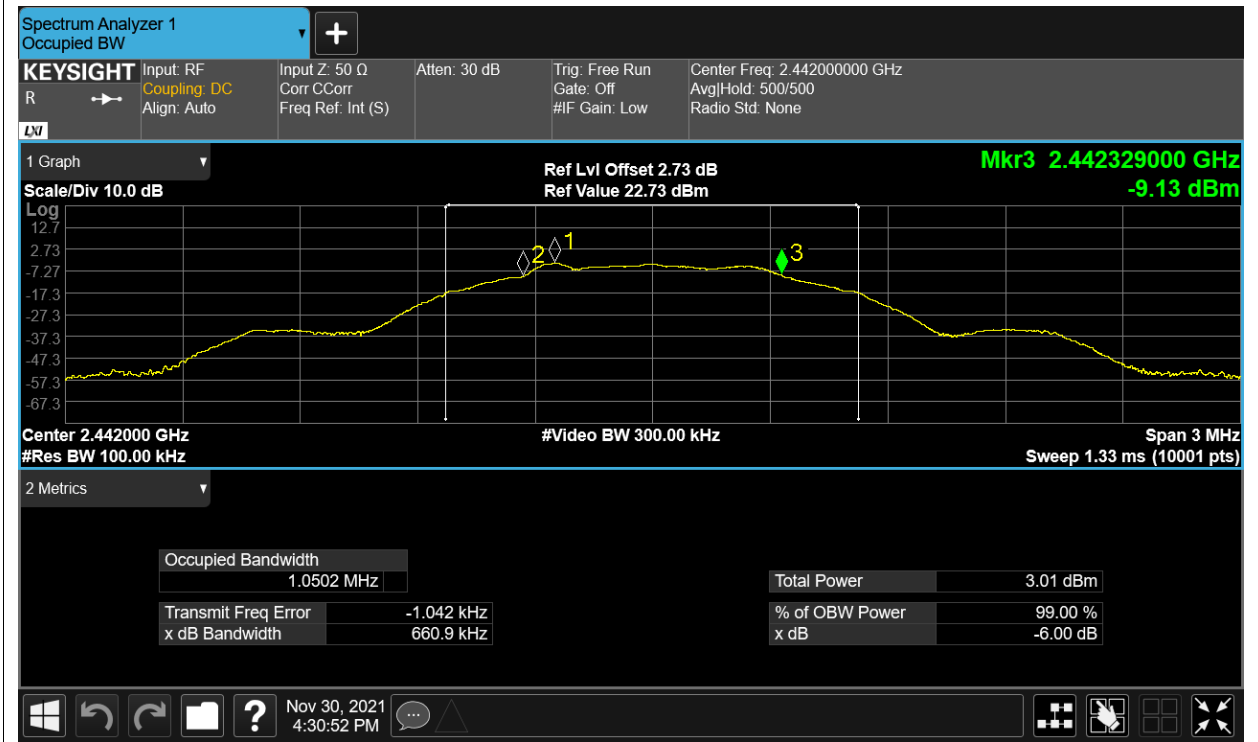 Spectrum Analyzer 1
Occupied BW
KEYSIGHT
R
LXI
Input: RF
Coupling: DC
Align: Auto
Input Z: 50 Ω
Corr CCorr
Freq Ref: Int (S)
Atten: 30 dB
Trig: Free Run
Gate: Off
#IF Gain: Low
Center Freq: 2.442000000 GHz
Avg|Hold: 500/500
Radio Std: None
1 Graph
Scale/Div 10.0 dB
Ref Lvl Offset 2.73 dB
Ref Value 22.73 dBm
Mkr3 2.442329000 GHz
-9.13 dBm
Log
12.7
2.73
-7.27
-17.3
-27.3
-37.3
-47.3
-57.3
-67.3
2 1 3
Center 2.442000 GHz #Video BW 300.00 kHz Span 3 MHz
#Res BW 100.00 kHz Sweep 1.33 ms (10001 pts)
2 Metrics
Occupied Bandwidth
1.0502 MHz
Transmit Freq Error -1.042 kHz
x dB Bandwidth 660.9 kHz
Total Power 3.01 dBm
% of OBW Power 99.00 %
x dB -6.00 dB
?
Nov 30, 2021
4:30:52 PM